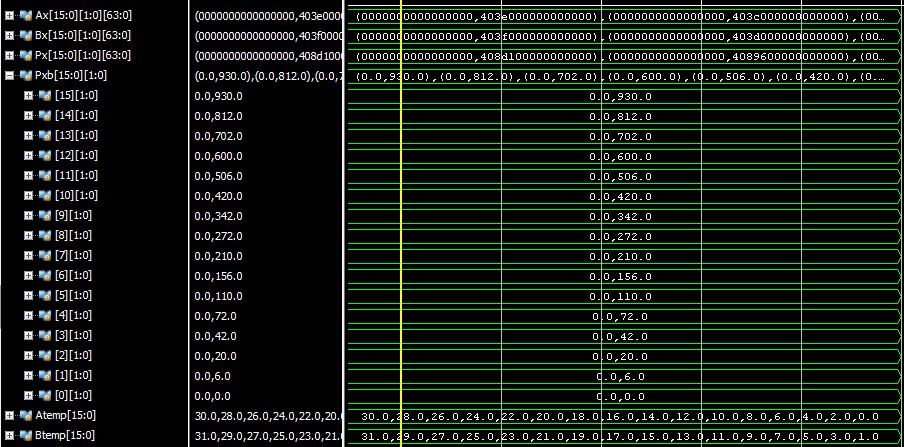 Ax[15:0][1:0][63:0] (0000000000000000,403e0000 (0000000000000000,403e000000000000),(0000000000000000,403c000000000000),(00...
Bx[15:0][1:0][63:0] (0000000000000000,403f0000 (0000000000000000,403f000000000000),(0000000000000000,403d000000000000),(00...
Px[15:0][1:0][63:0] (0000000000000000,408d1000 (0000000000000000,408d100000000000),(0000000000000000,4089600000000000),(00...
Pxb[15:0][1:0] (0.0,930.0),(0.0,812.0),(0.0,7 (0.0,930.0),(0.0,812.0),(0.0,702.0),(0.0,600.0),(0.0,506.0),(0.0,420.0),(0....
[15][1:0] 0.0,930.0 0.0,930.0
[14][1:0] 0.0,812.0 0.0,812.0
[13][1:0] 0.0,702.0 0.0,702.0
[12][1:0] 0.0,600.0 0.0,600.0
[11][1:0] 0.0,506.0 0.0,506.0
[10][1:0] 0.0,420.0 0.0,420.0
[9][1:0] 0.0,342.0 0.0,342.0
[8][1:0] 0.0,272.0 0.0,272.0
[7][1:0] 0.0,210.0 0.0,210.0
[6][1:0] 0.0,156.0 0.0,156.0
[5][1:0] 0.0,110.0 0.0,110.0
[4][1:0] 0.0,72.0 0.0,72.0
[3][1:0] 0.0,42.0 0.0,42.0
[2][1:0] 0.0,20.0 0.0,20.0
[1][1:0] 0.0,6.0 0.0,6.0
[0][1:0] 0.0,0.0 0.0,0.0
Atemp[15:0] 30.0,28.0,26.0,24.0,22.0,20. 30.0,28.0,26.0,24.0,22.0,20.0,18.0,16.0,14.0,12.0,10.0,8.0,6.0,4.0,2.0,0.0
Btemp[15:0] 31.0,29.0,27.0,25.0,23.0,21. 31.0,29.0,27.0,25.0,23.0,21.0,19.0,17.0,15.0,13.0,11.0,9.0,7.0,5.0,3.0,1.0